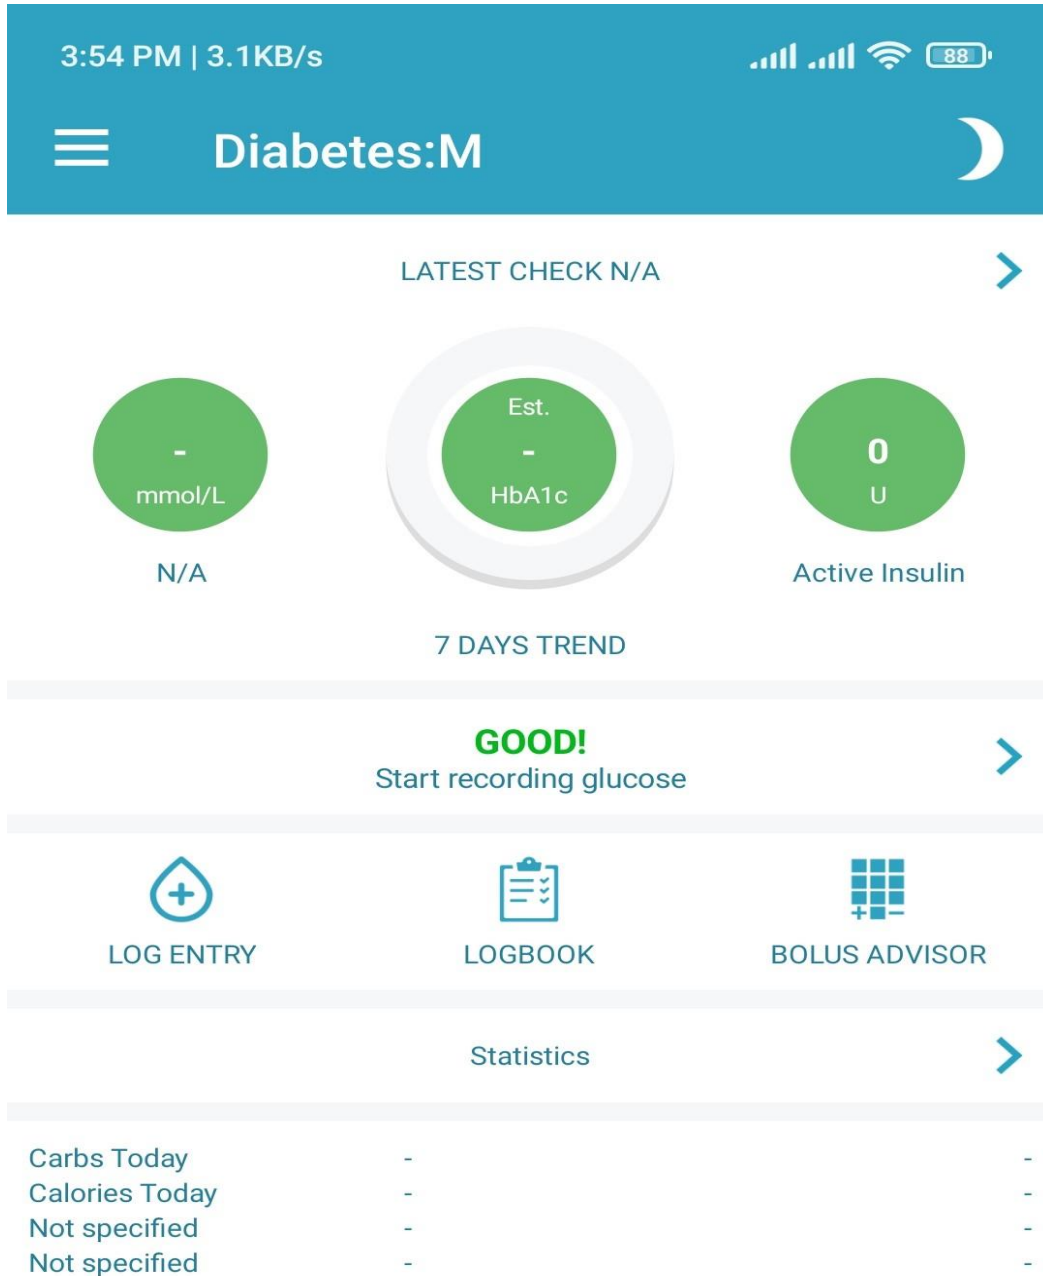 3:54 PM | 3.1KB/s 88
Diabetes:M
LATEST CHECK N/A
-
mmol/L
N/A
Est.
-
HbA1c
0
U
Active Insulin
7 DAYS TREND
GOOD!
Start recording glucose
LOG ENTRY LOGBOOK BOLUS ADVISOR
Statistics
Carbs Today - -
Calories Today - -
Not specified - -
Not specified - -